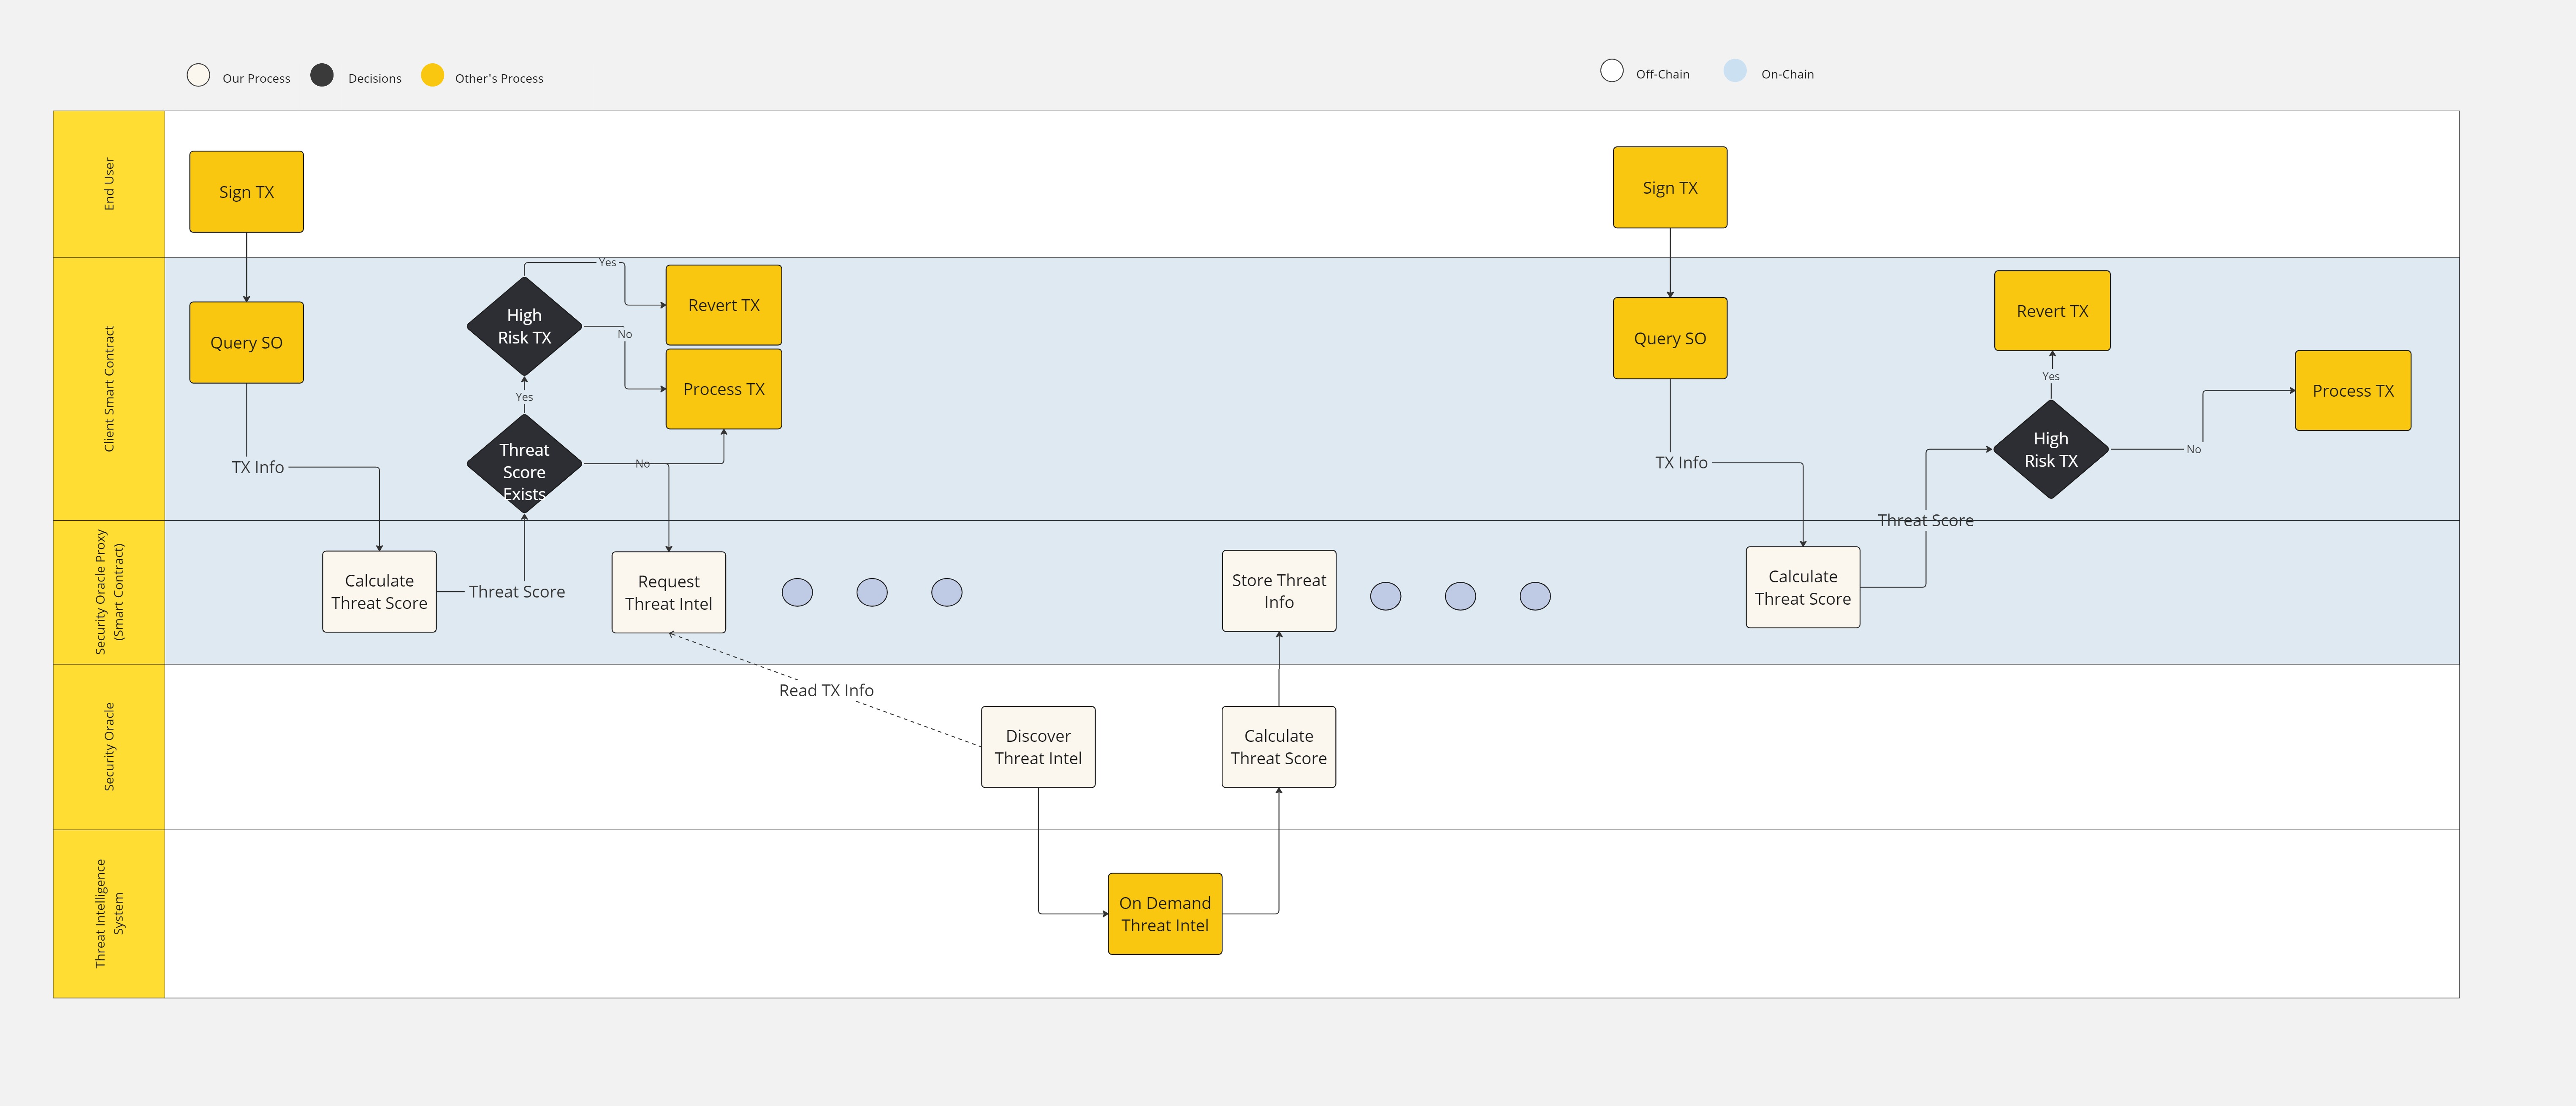 Our Process
Decisions
Other's Process
Off-Chain
On-Chain
End User
Sign TX
Sign TX
Client Smart Contract
Query SO
TX Info
High
Risk TX
Yes
No
Revert TX
Process TX
Yes
Threat
Score
Exists
No
Query SO
TX Info
Threat Score
High
Risk TX
Yes
Revert TX
No
Process TX
Security Oracle Proxy
(Smart Contract)
Calculate
Threat Score
Threat Score
Request
Threat Intel
Store Threat
Info
Calculate
Threat Score
Security Oracle
Read TX Info
Discover
Threat Intel
Calculate
Threat Score
Threat Intelligence
System
On Demand
Threat Intel